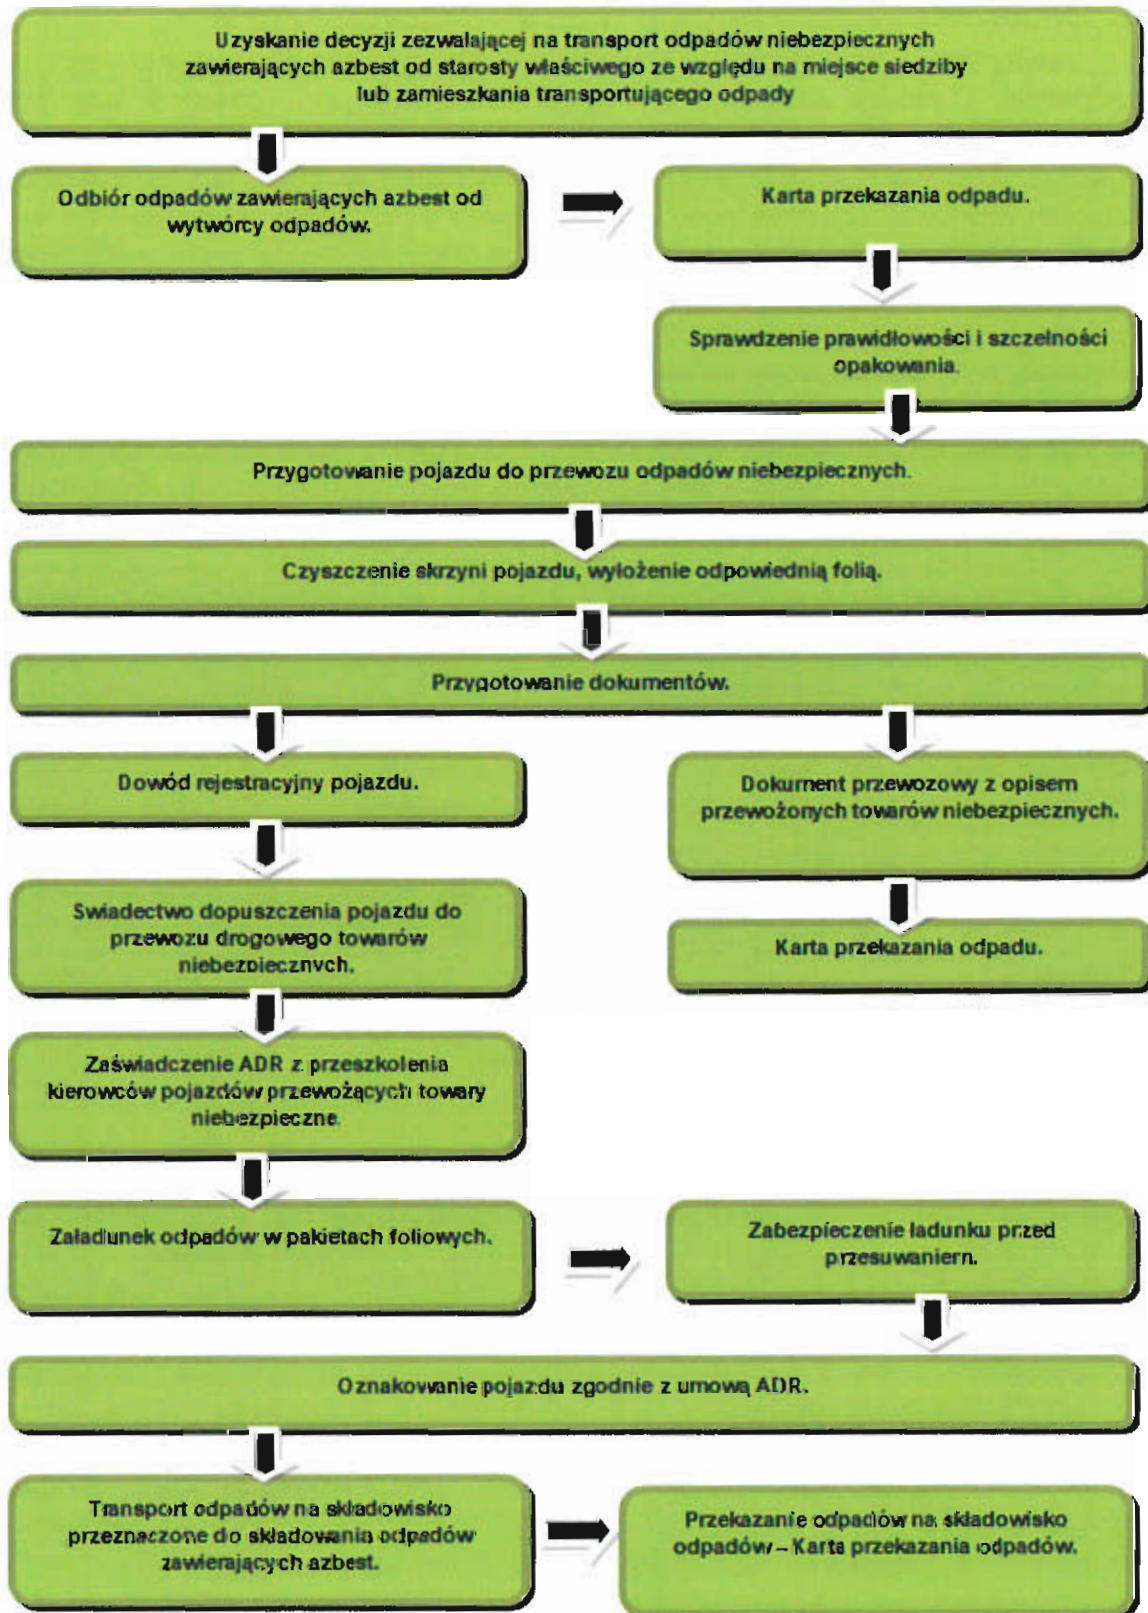 Uzyskanie decyzji zezwalającej na transport odpadów niebezpiecznych
zawierających azbest od starosty właściwego ze względu na miejsce siedziby
lub zamieszkania transportującego odpady
Odbiór odpadów zawierających azbest od
wytwórcy odpadów.
Karta przekazania odpadu.
Sprawdzenie prawidłowości i szczelności
opakowania.
Przygotowanie pojazdu do przewozu odpadów niebezpiecznych.
Czyszczenie skrzyni pojazdu, wyłożenie odpowiednią folią.
Przygotowanie dokumentów.
Dowód rejestracyjny pojazdu.
Dokument przewozowy z opisem
przewożonych towarów niebezpiecznych.
Swiadectwo dopuszczenia pojazdu do
przewozu drogowego towarów
niebezpiecznych.
Karta przekazania odpadu.
Zaświadczenie ADR z przeszkolenia
kierowców pojazdów przewożących towary
niebezpieczne.
Załadunek odpadów w pakietach foliowych.
Zabezpieczenie ładunku przed
przesuwaniem.
Oznakowanie pojazdu zgodnie z umową ADR.
Transport odpadów na składowisko
przeznaczone do składowania odpadów
zawierających azbest.
Przekazanie odpadów na składowisko
odpadów – Karta przekazania odpadów.